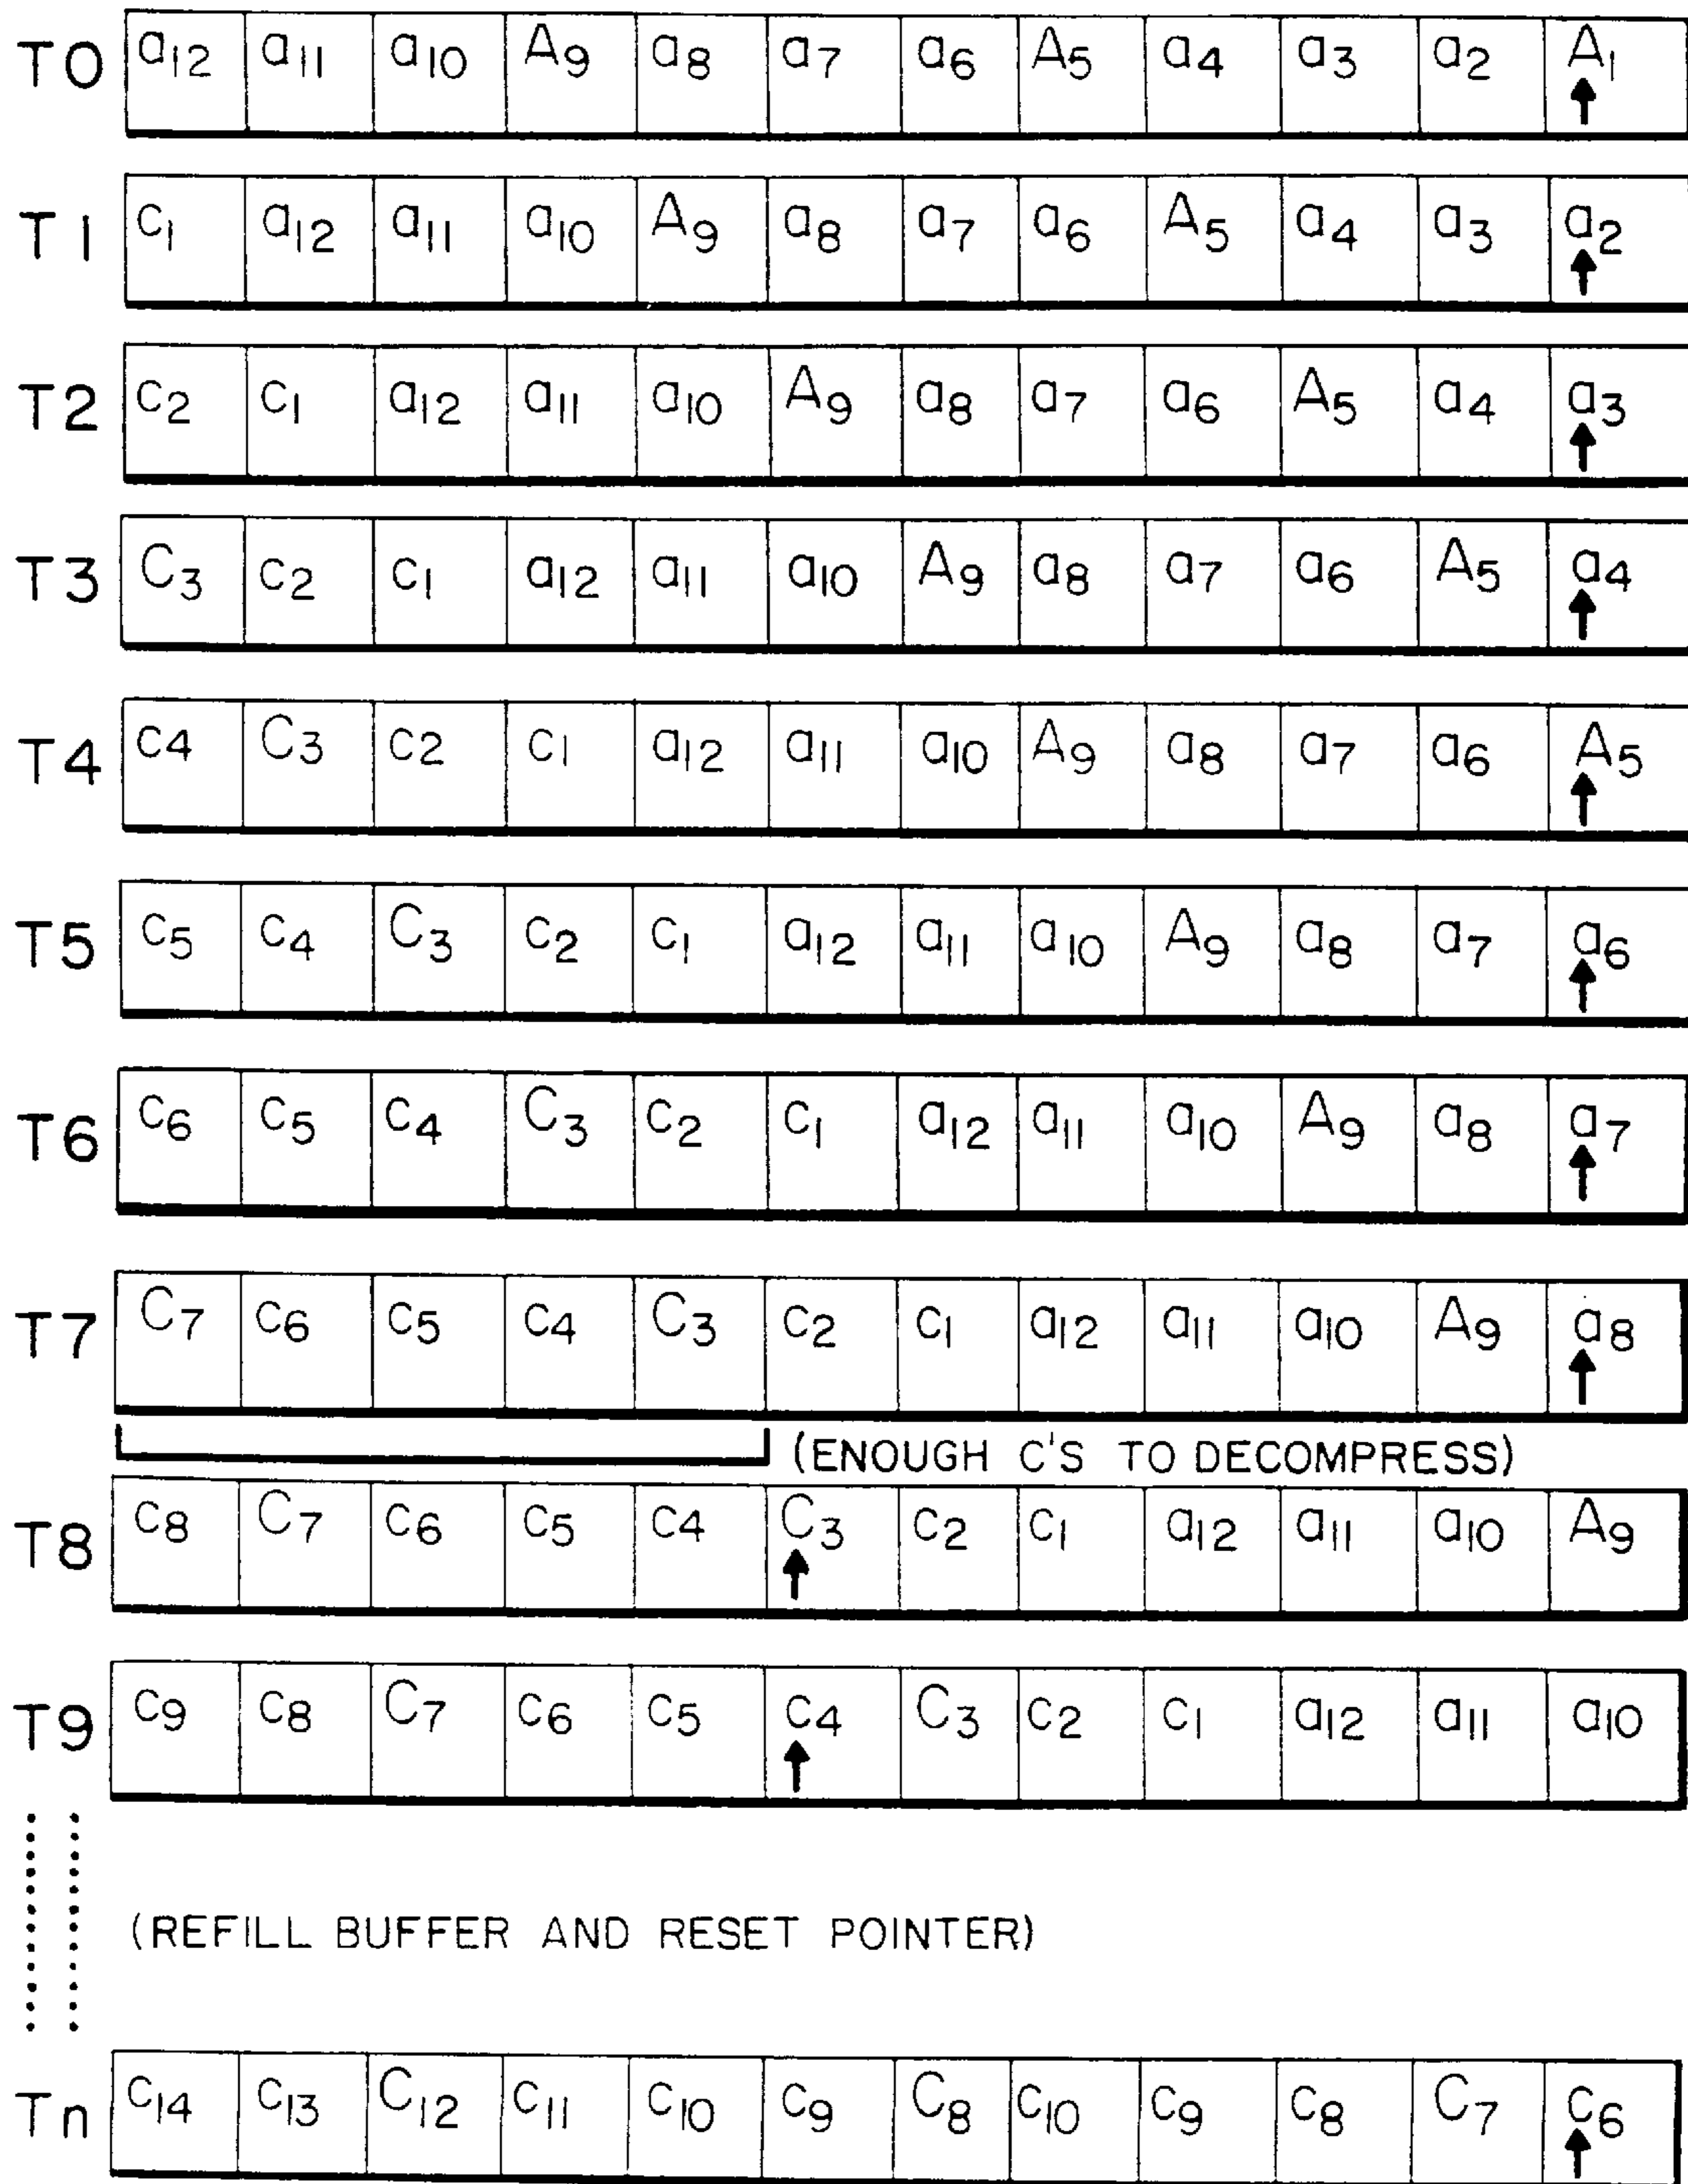 T0 a12 a11 a10 A9 a8 a7 a6 A5 a4 a3 a2 A1
T1 c1 a12 a11 a10 A9 a8 a7 a6 A5 a4 a3 a2
T2 c2 c1 a12 a11 a10 A9 a8 a7 a6 A5 a4 a3
T3 C3 c2 c1 a12 a11 a10 A9 a8 a7 a6 A5 a4
T4 c4 C3 c2 c1 a12 a11 a10 A9 a8 a7 a6 A5
T5 c5 c4 C3 c2 c1 a12 a11 a10 A9 a8 a7 a6
T6 c6 c5 c4 C3 c2 c1 a12 a11 a10 A9 a8 a7
T7 C7 c6 c5 c4 C3 c2 c1 a12 a11 a10 A9 a8
(ENOUGH C'S TO DECOMPRESS)
T8 c8 C7 c6 c5 c4 C3 c2 c1 a12 a11 a10 A9
T9 c9 c8 C7 c6 c5 c4 C3 c2 c1 a12 a11 a10
(REFILL BUFFER AND RESET POINTER)
Tn c14 c13 C12 c11 c10 c9 C8 c10 c9 c8 C7 c6